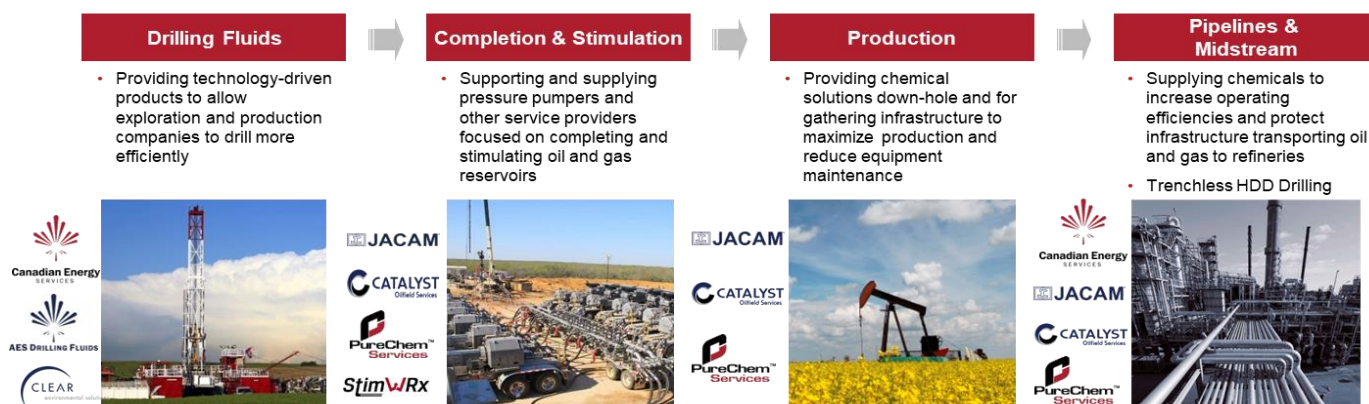 Drilling Fluids
• Providing technology-driven
products to allow
exploration and production
companies to drill more
efficiently
Canadian Energy
SERVICES
AES DRILLING FLUIDS
CLEAR
environmental solutions
Completion & Stimulation
• Supporting and supplying
pressure pumpers and
other service providers
focused on completing and
stimulating oil and gas
reservoirs
JACAM
CATALYST
Oilfield Services
PureChem™
Services
StimWRx
Production
• Providing chemical
solutions down-hole and for
gathering infrastructure to
maximize production and
reduce equipment
maintenance
JACAM
CATALYST
Oilfield Services
PureChem™
Services
Pipelines &
Midstream
• Supplying chemicals to
increase operating
efficiencies and protect
infrastructure transporting oil
and gas to refineries
• Trenchless HDD Drilling
Canadian Energy
SERVICES
JACAM
CATALYST
Oilfield Services
PureChem™
Services